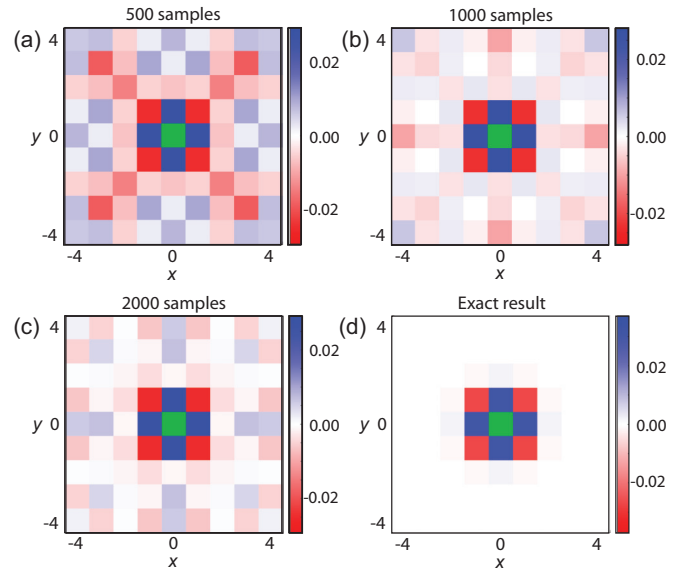 500 samples
(a)
4
y 0
-4
-4 0 4
x
0.02
0.00
-0.02
1000 samples
(b)
4
y 0
-4
-4 0 4
x
0.02
0.00
-0.02
2000 samples
(c)
4
y 0
-4
-4 0 4
x
0.02
0.00
-0.02
Exact result
(d)
4
y 0
-4
-4 0 4
x
0.02
0.00
-0.02